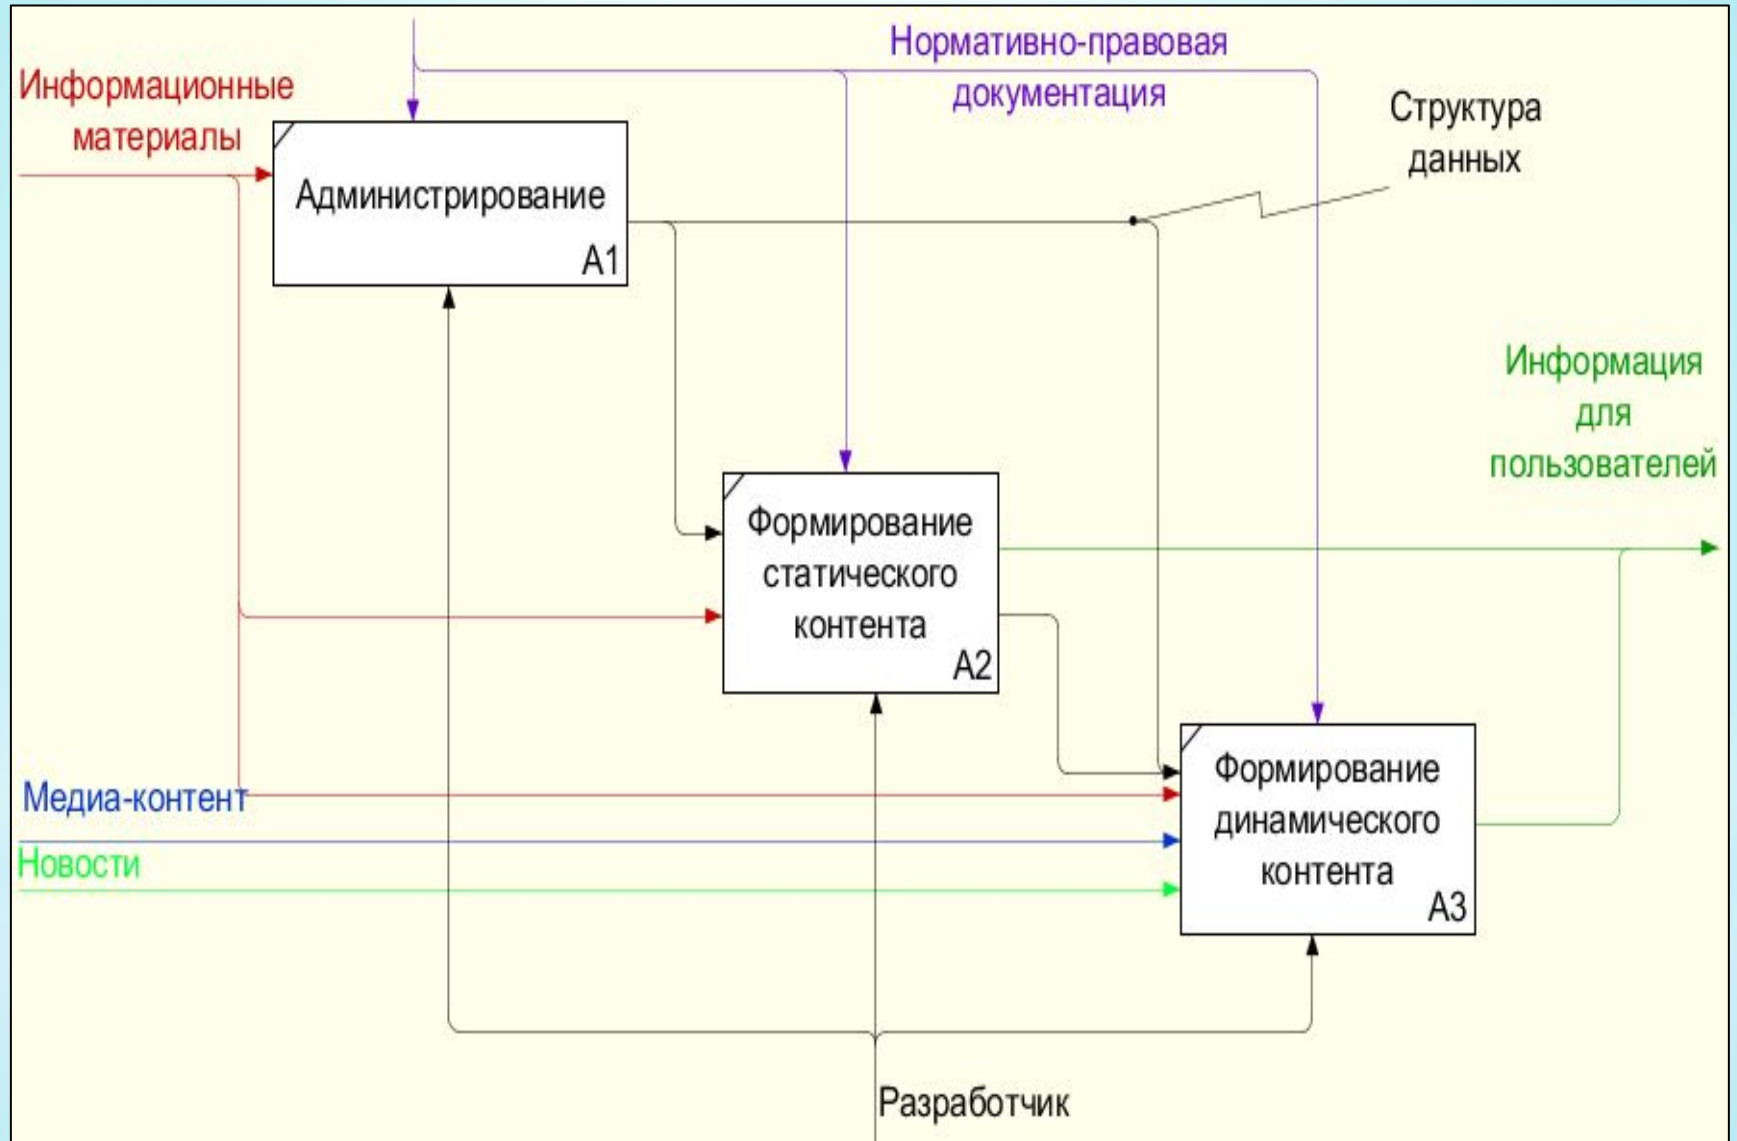 Нормативно-правовая
документация
Информационные
материалы
Структура
данных
Администрирование
A1
Информация
для
пользователей
Формирование
статического
контента
A2
Формирование
динамического
контента
A3
Медиа-контент
Новости
Разработчик